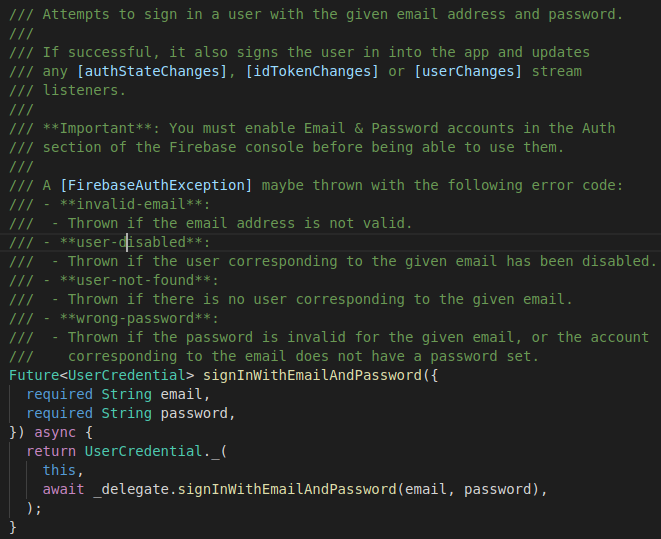 /// Attempts to sign in a user with the given email address and password.
///
/// If successful, it also signs the user in into the app and updates
/// any [authStateChanges], [idTokenChanges] or [userChanges] stream
/// listeners.
///
/// **Important**: You must enable Email & Password accounts in the Auth
/// section of the Firebase console before being able to use them.
///
/// A [FirebaseAuthException] maybe thrown with the following error code:
/// - **invalid-email**:
///  - Thrown if the email address is not valid.
/// - **user-disabled**:
///  - Thrown if the user corresponding to the given email has been disabled.
/// - **user-not-found**:
///  - Thrown if there is no user corresponding to the given email.
/// - **wrong-password**:
///  - Thrown if the password is invalid for the given email, or the account
///    corresponding to the email does not have a password set.
Future<UserCredential> signInWithEmailAndPassword({
  required String email,
  required String password,
}) async {
  return UserCredential._(
    this,
    await _delegate.signInWithEmailAndPassword(email, password),
  );
}